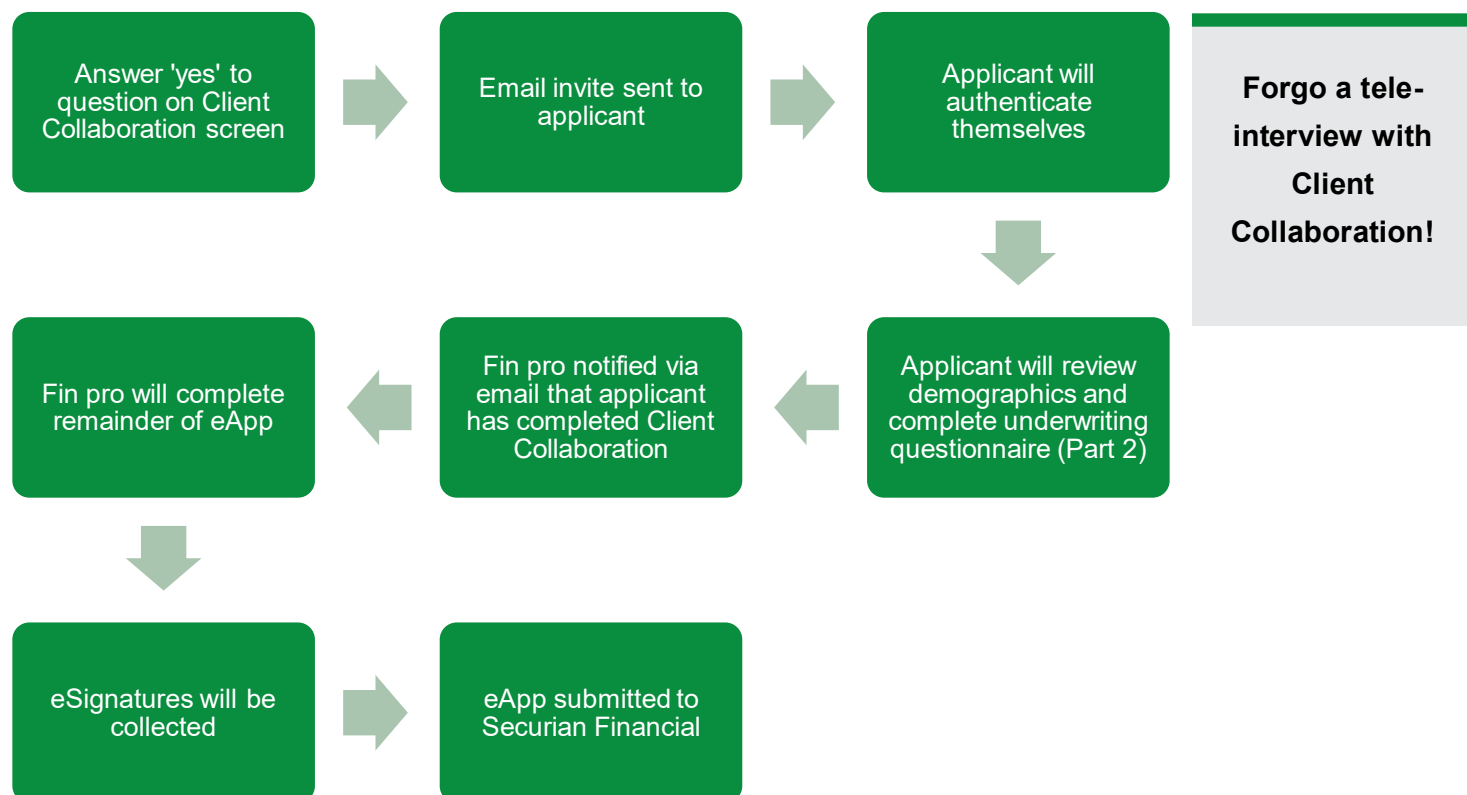 Answer 'yes' to
question on Client
Collaboration screen
Email invite sent to
applicant
Applicant will
authenticate
themselves
Forgo a tele-
interview with
Client
Collaboration!
Applicant will review
demographics and
complete underwriting
questionnaire (Part 2)
Fin pro notified via
email that applicant
has completed Client
Collaboration
Fin pro will complete
remainder of eApp
eSignatures will be
collected
eApp submitted to
Securian Financial